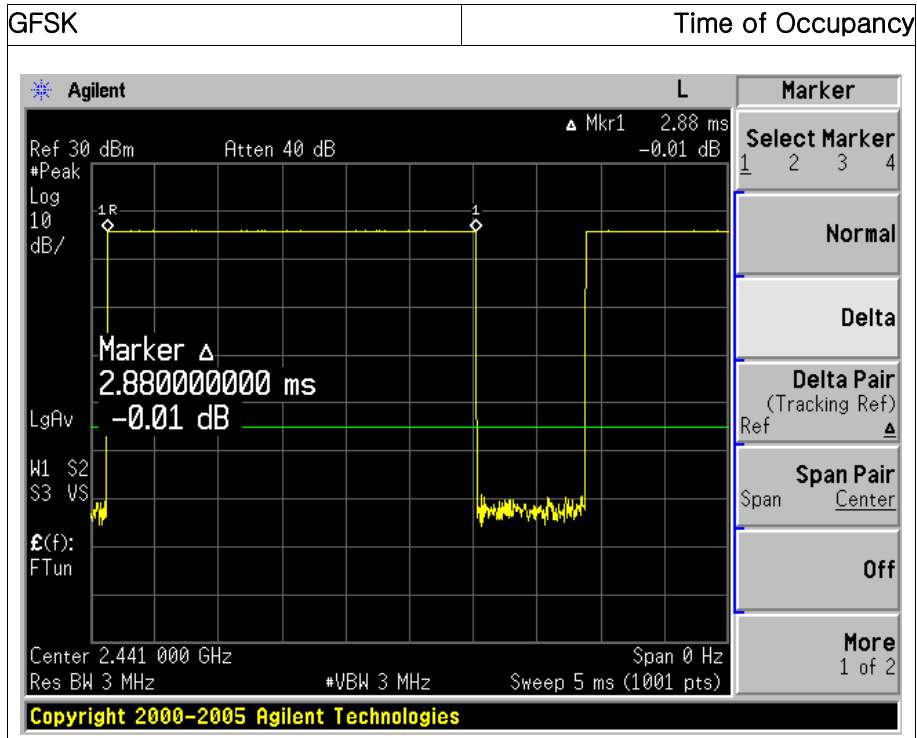 GFSK Time of Occupancy
Agilent L Marker
Δ Mkr1 2.88 ms
Ref 30 dBm Atten 40 dB -0.01 dB
#Peak
Log
10
dB/
1R 1
Marker Δ
2.880000000 ms
-0.01 dB
LgAv
W1 S2
S3 VS
£(f):
FTun
Center 2.441 000 GHz Span 0 Hz
Res BW 3 MHz #VBW 3 MHz Sweep 5 ms (1001 pts)
Select Marker
1 2 3 4
Normal
Delta
Delta Pair
(Tracking Ref)
Ref Δ
Span Pair
Span Center
Off
More
1 of 2
Copyright 2000-2005 Agilent Technologies